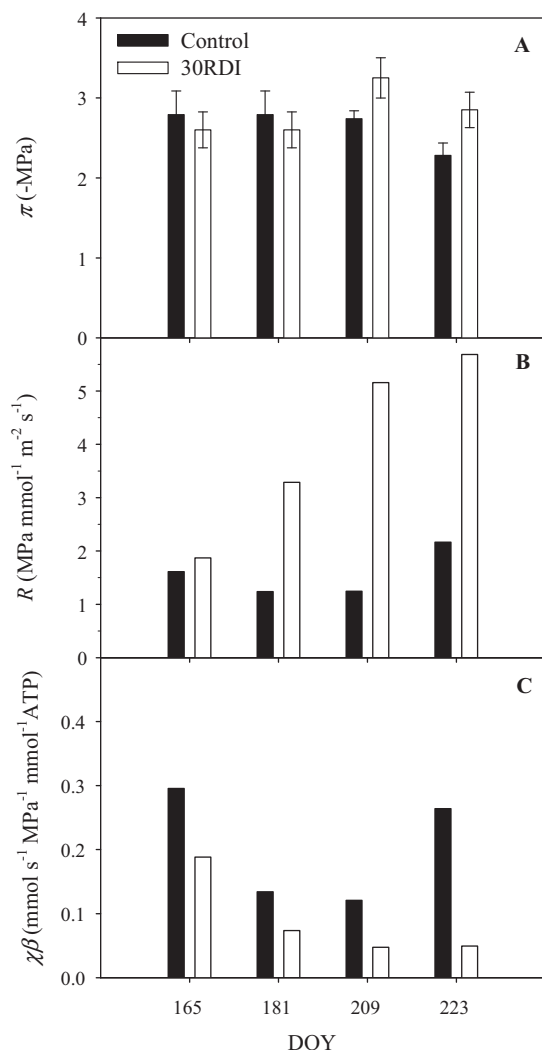 4
Control
30RDI
A
3
2
1
0
π (-MPa)
B
5
4
3
2
1
0
R (MPa mmol⁻¹ m⁻² s⁻¹)
C
0.4
0.3
0.2
0.1
0.0
χβ (mmol s⁻¹ MPa⁻¹ mmol⁻¹ ATP)
165 181 209 223
DOY